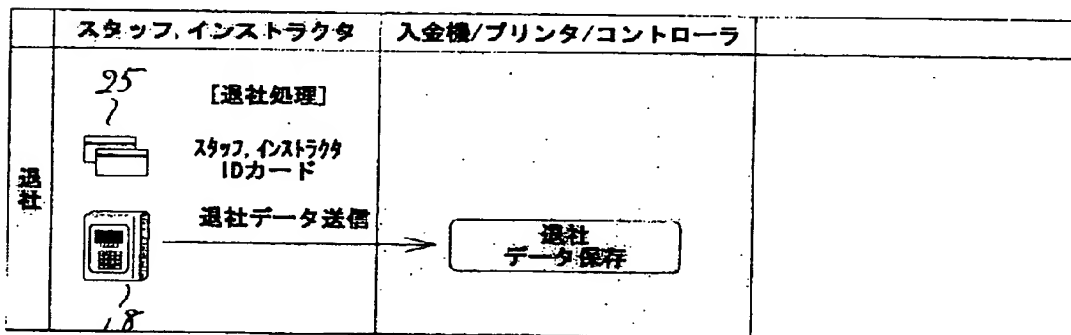 スタッフ,インストラクタ
入金機/プリンタ/コントローラ
退社
25
[退社処理]
スタッフ,インストラクタ
IDカード
退社データ送信
18
退社
データ保存